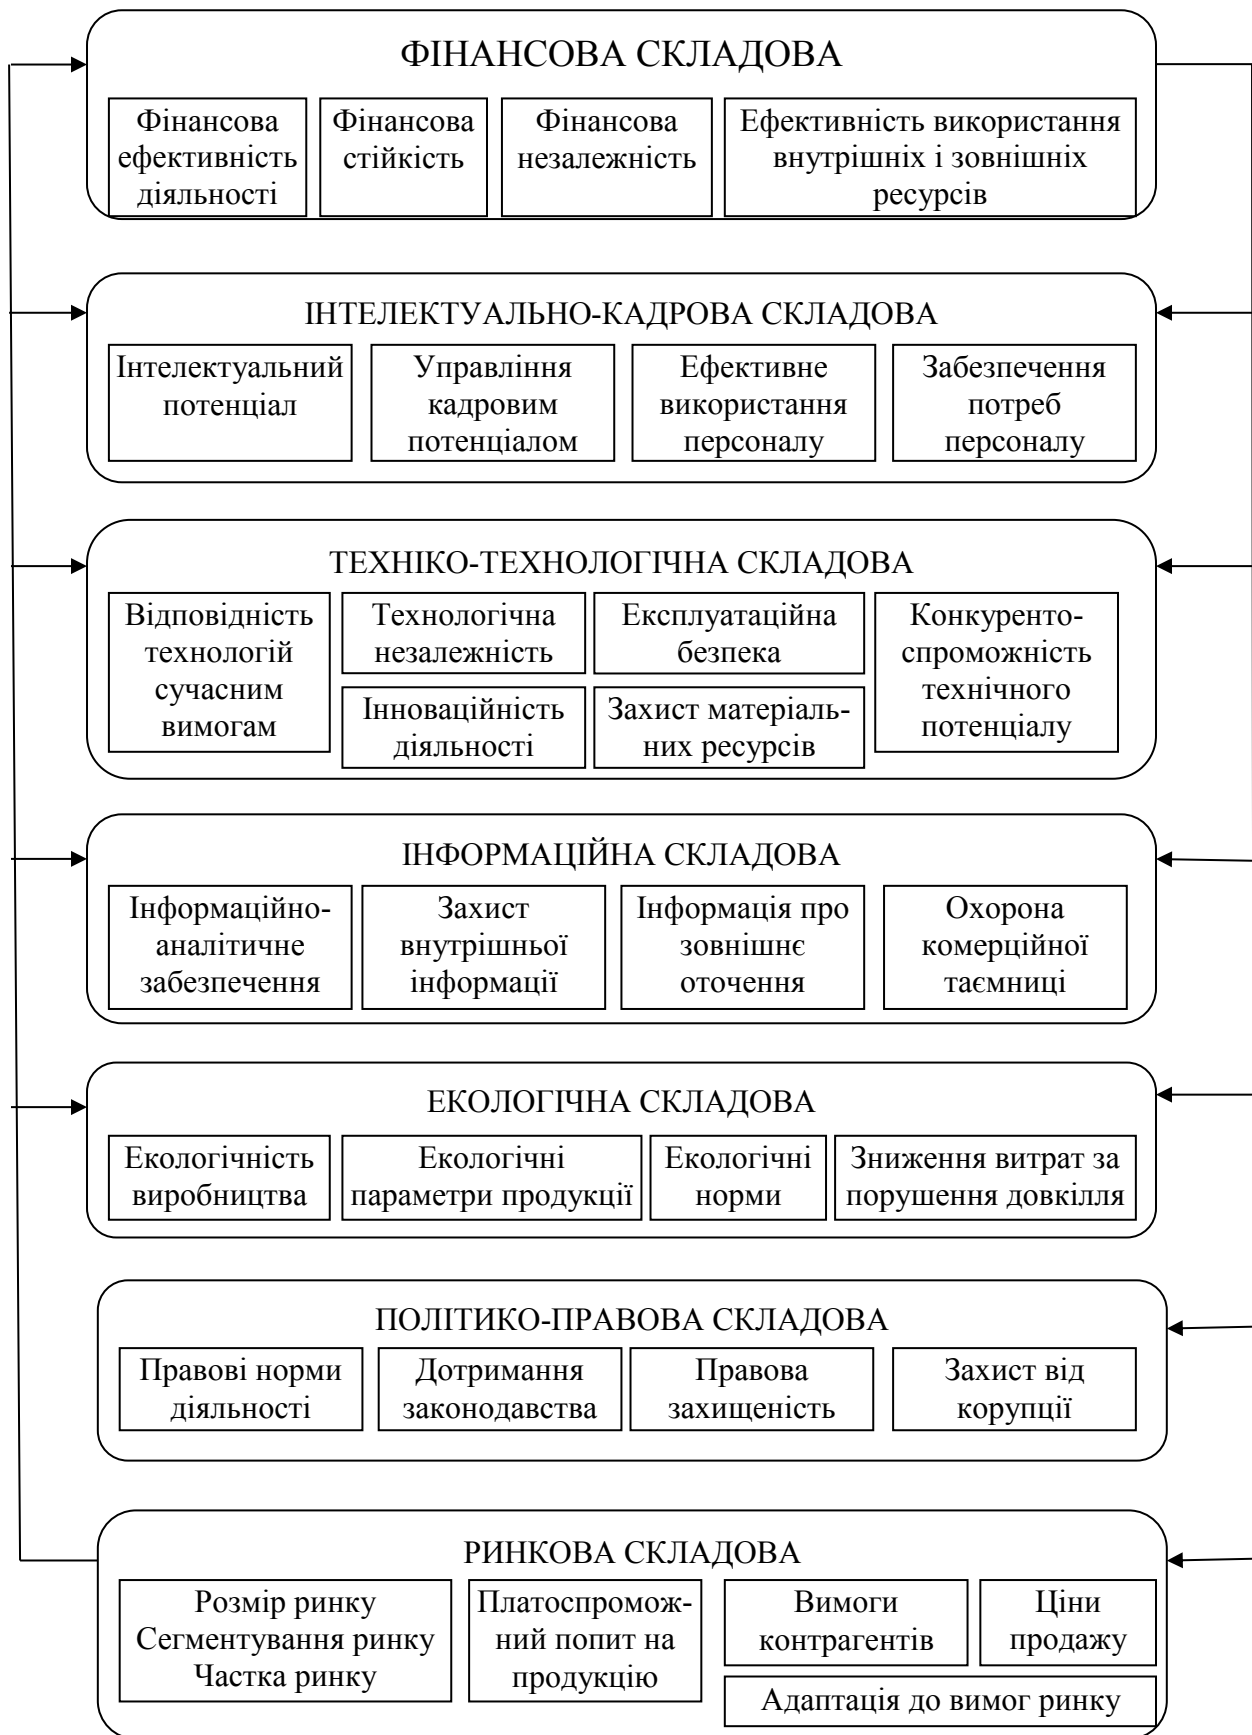 ФІНАНСОВА СКЛАДОВА
Фінансова
ефективність
діяльності
Фінансова
стійкість
Фінансова
незалежність
Ефективність використання
внутрішніх і зовнішніх
ресурсів
ІНТЕЛЕКТУАЛЬНО-КАДРОВА СКЛАДОВА
Інтелектуальний
потенціал
Управління
кадровим
потенціалом
Ефективне
використання
персоналу
Забезпечення
потреб
персоналу
ТЕХНІКО-ТЕХНОЛОГІЧНА СКЛАДОВА
Відповідність
технологій
сучасним
вимогам
Технологічна
незалежність
Експлуатаційна
безпека
Конкуренто-
спроможність
технічного
потенціалу
Інноваційність
діяльності
Захист матеріаль-
них ресурсів
ІНФОРМАЦІЙНА СКЛАДОВА
Інформаційно-
аналітичне
забезпечення
Захист
внутрішньої
інформації
Інформація про
зовнішнє
оточення
Охорона
комерційної
таємниці
ЕКОЛОГІЧНА СКЛАДОВА
Екологічність
виробництва
Екологічні
параметри продукції
Екологічні
норми
Зниження витрат за
порушення довкілля
ПОЛІТИКО-ПРАВОВА СКЛАДОВА
Правові норми
діяльності
Дотримання
законодавства
Правова
захищеність
Захист від
корупції
РИНКОВА СКЛАДОВА
Розмір ринку
Сегментування ринку
Частка ринку
Платоспромож-
ний попит на
продукцію
Вимоги
контрагентів
Ціни
продажу
Адаптація до вимог ринку